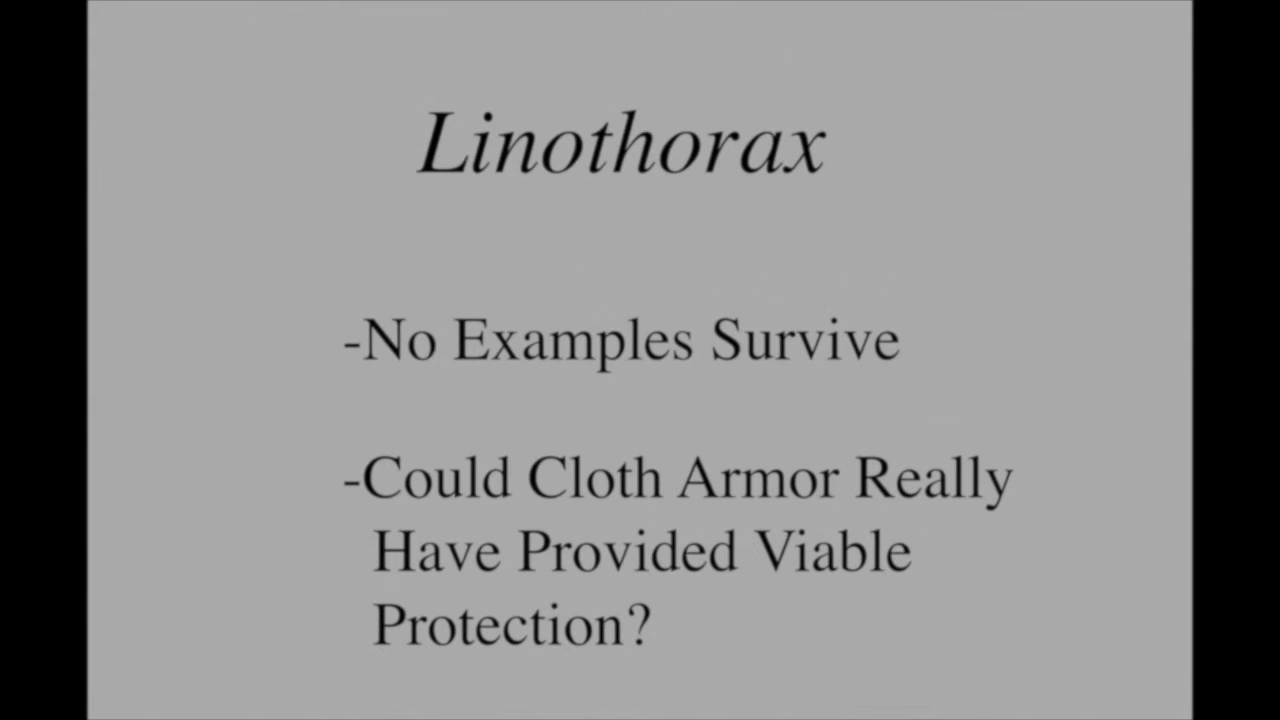 Linothorax
-No Examples Survive
-Could Cloth Armor Really
Have Provided Viable
Protection?